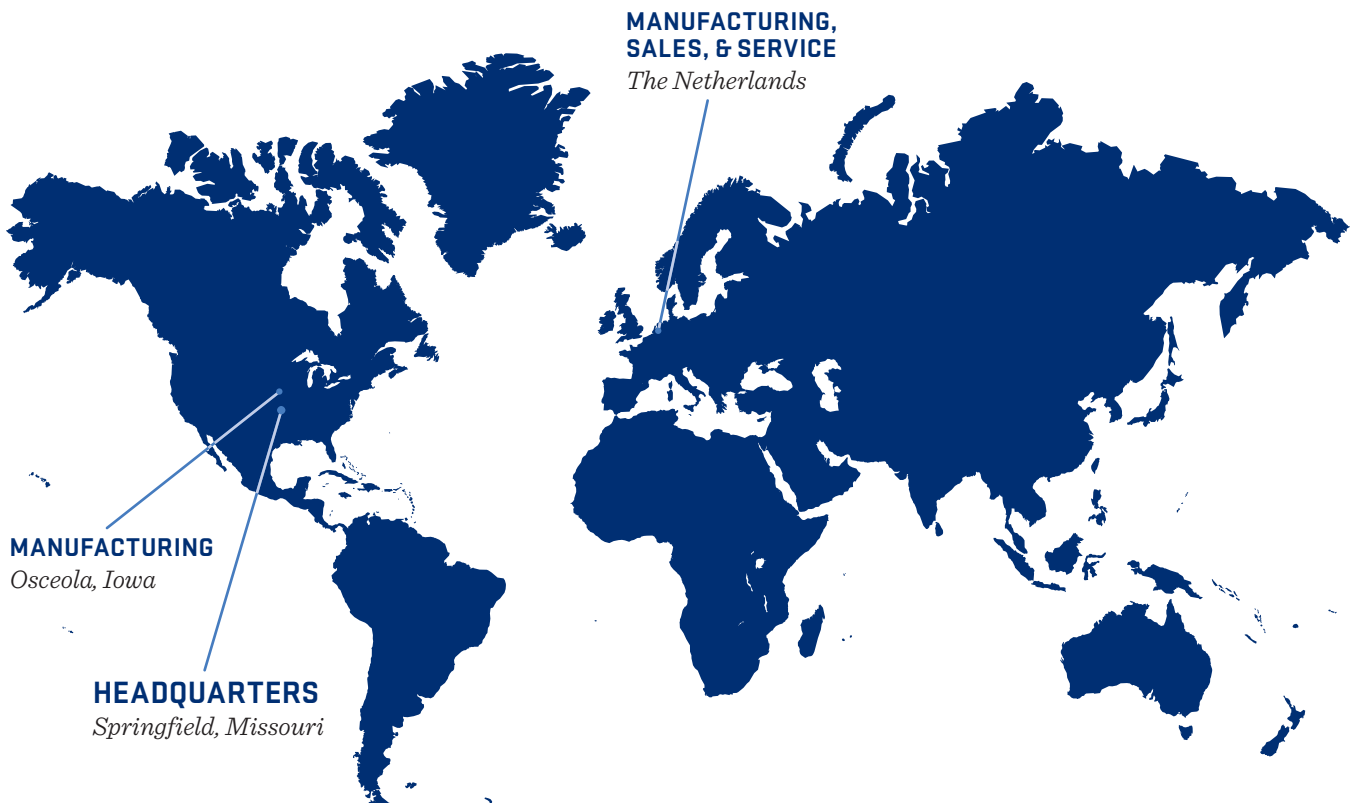 MANUFACTURING,
SALES, & SERVICE
The Netherlands
MANUFACTURING
Osceola, Iowa
HEADQUARTERS
Springfield, Missouri